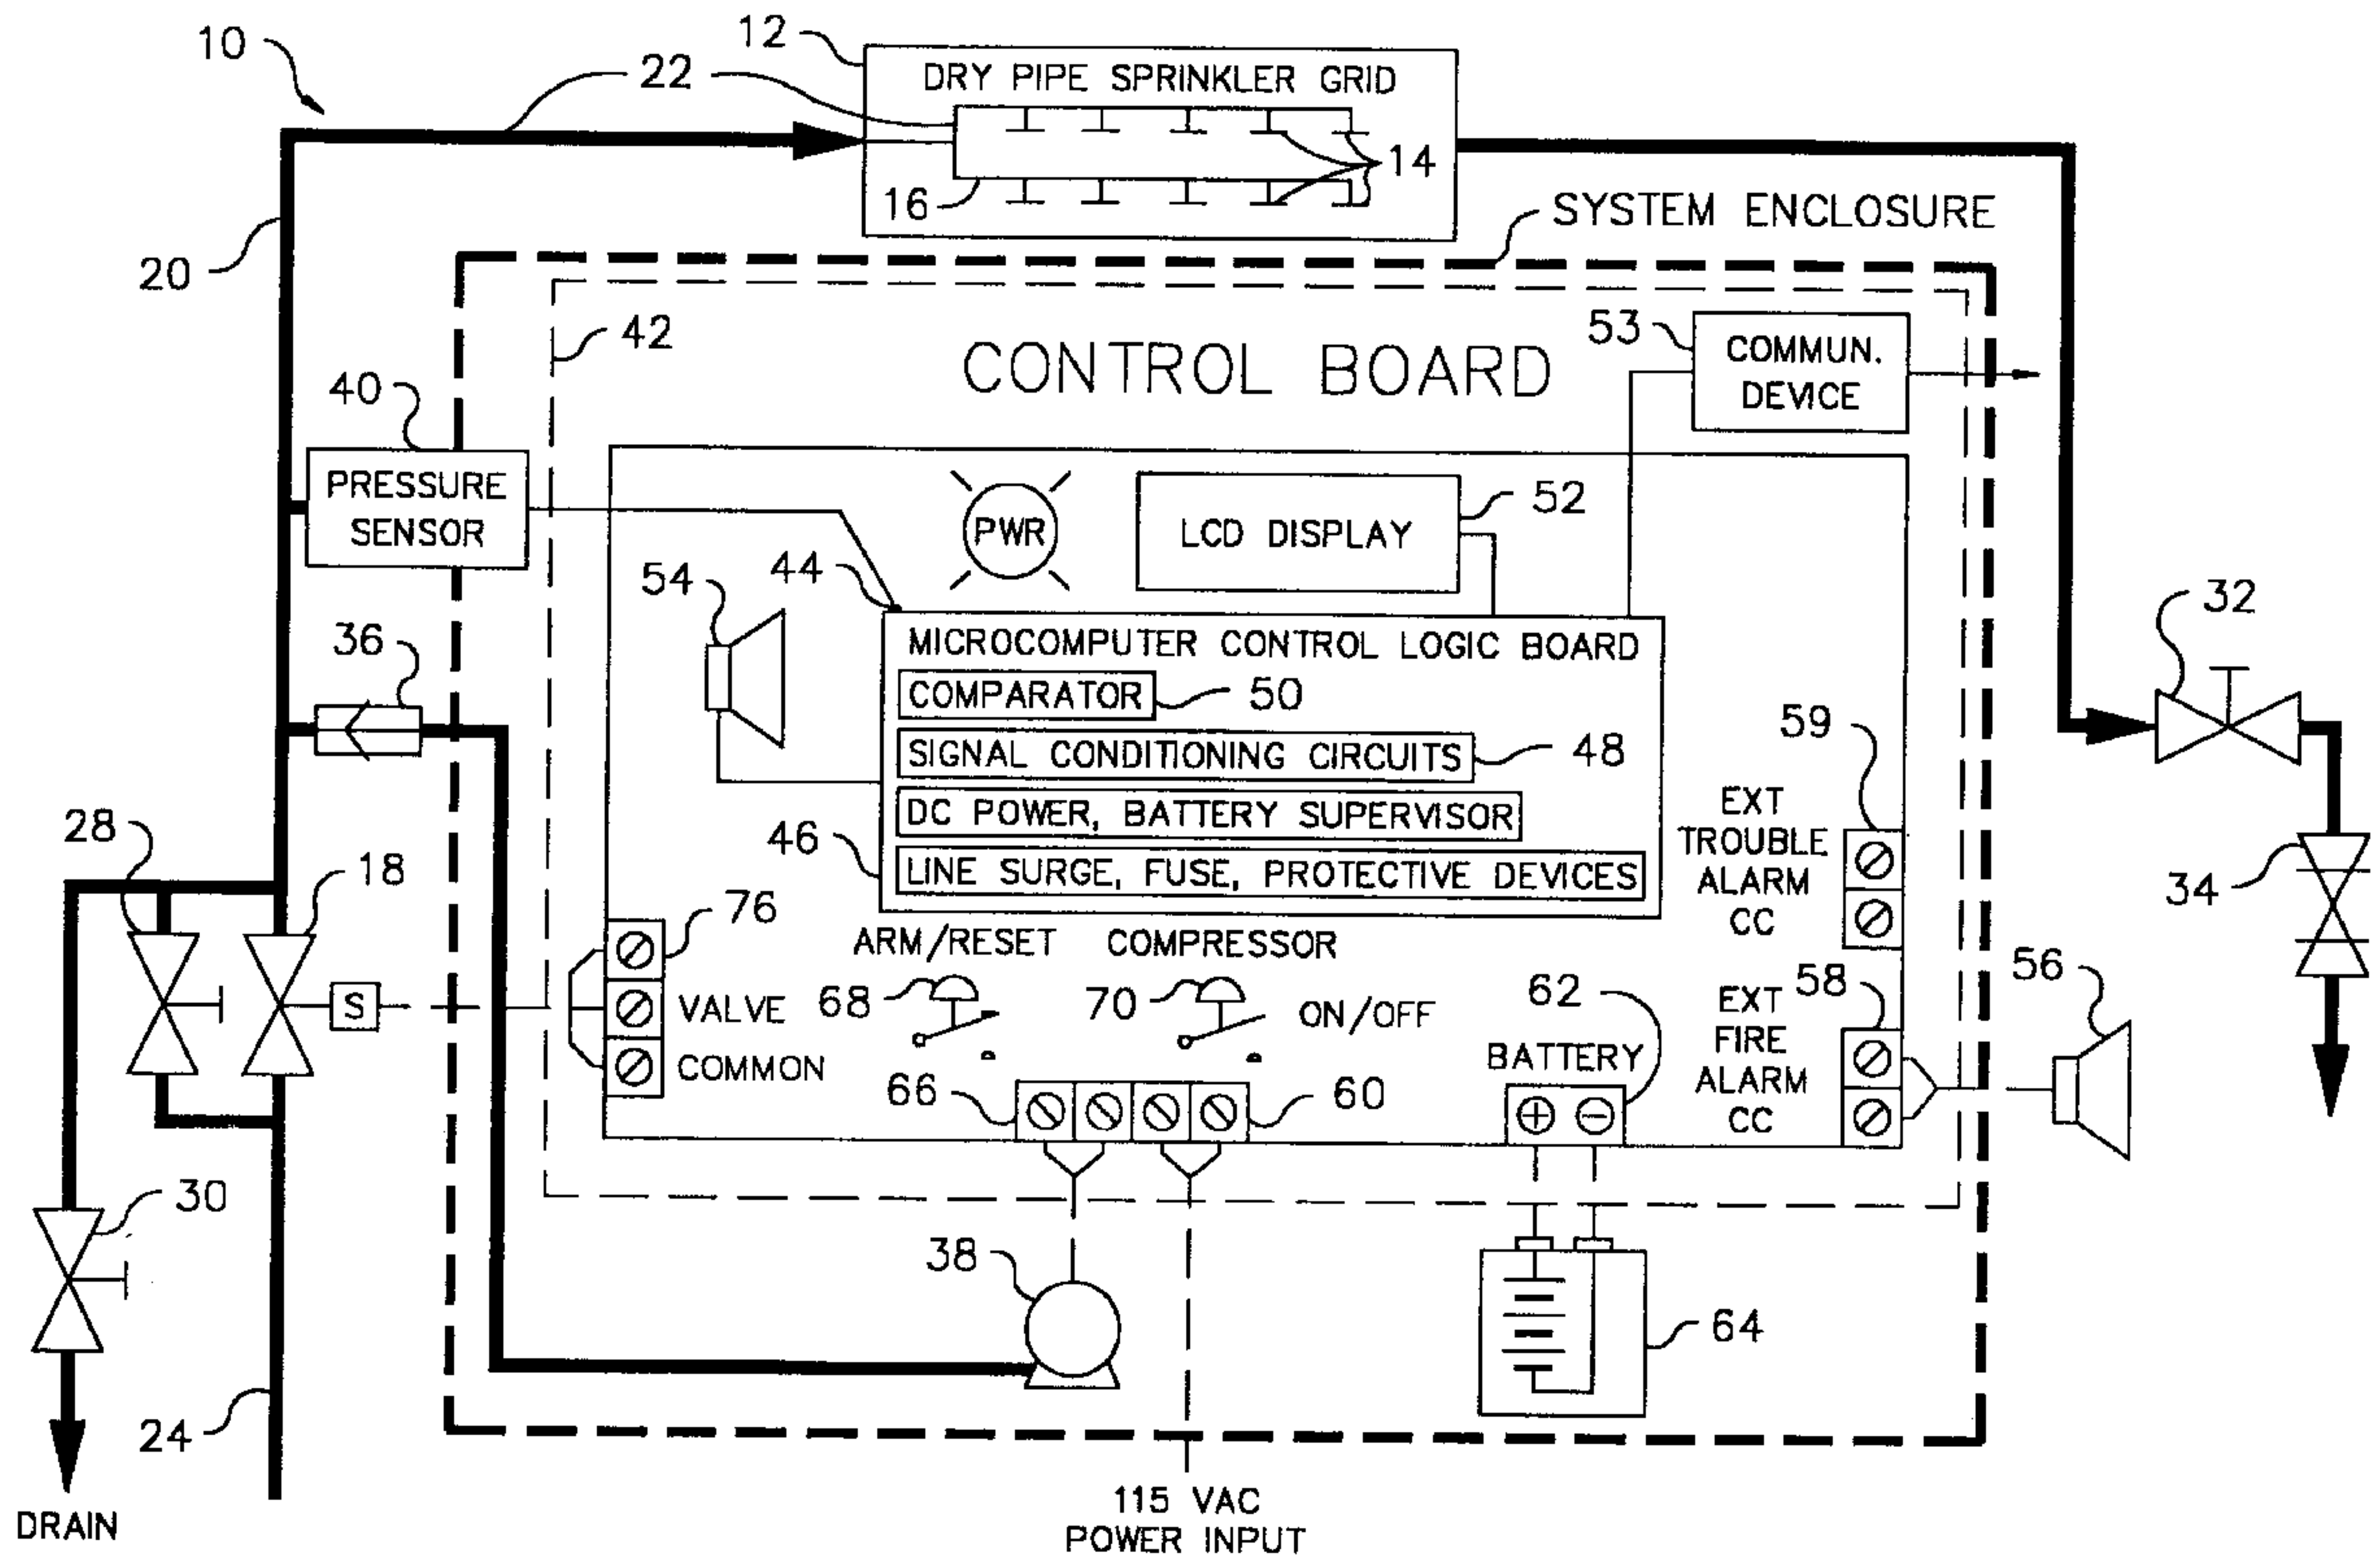 10
12
DRY PIPE SPRINKLER GRID
22
14
16
SYSTEM ENCLOSURE
20
42
CONTROL BOARD
53
COMMUN.
DEVICE
40
PRESSURE
SENSOR
PWR
LCD DISPLAY
52
44
54
MICROCOMPUTER CONTROL LOGIC BOARD
COMPARATOR
50
SIGNAL CONDITIONING CIRCUITS
48
DC POWER, BATTERY SUPERVISOR
46
LINE SURGE, FUSE, PROTECTIVE DEVICES
36
32
59
EXT
TROUBLE
ALARM
CC
34
28
18
76
S
VALVE
COMMON
ARM/RESET
68
COMPRESSOR
70
ON/OFF
62
BATTERY
EXT
FIRE
ALARM
CC
58
56
66
60
30
38
64
24
DRAIN
115 VAC
POWER INPUT